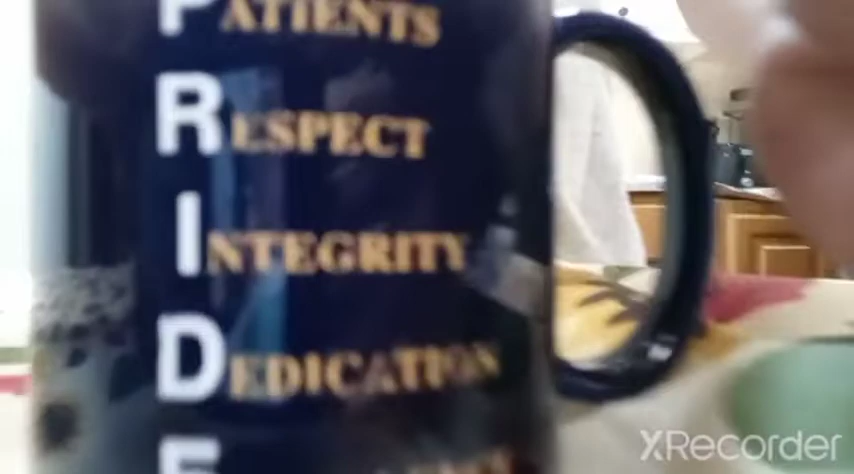 PATIENTS
RESPECT
INTEGRITY
DEDICATION
E
XRecorder